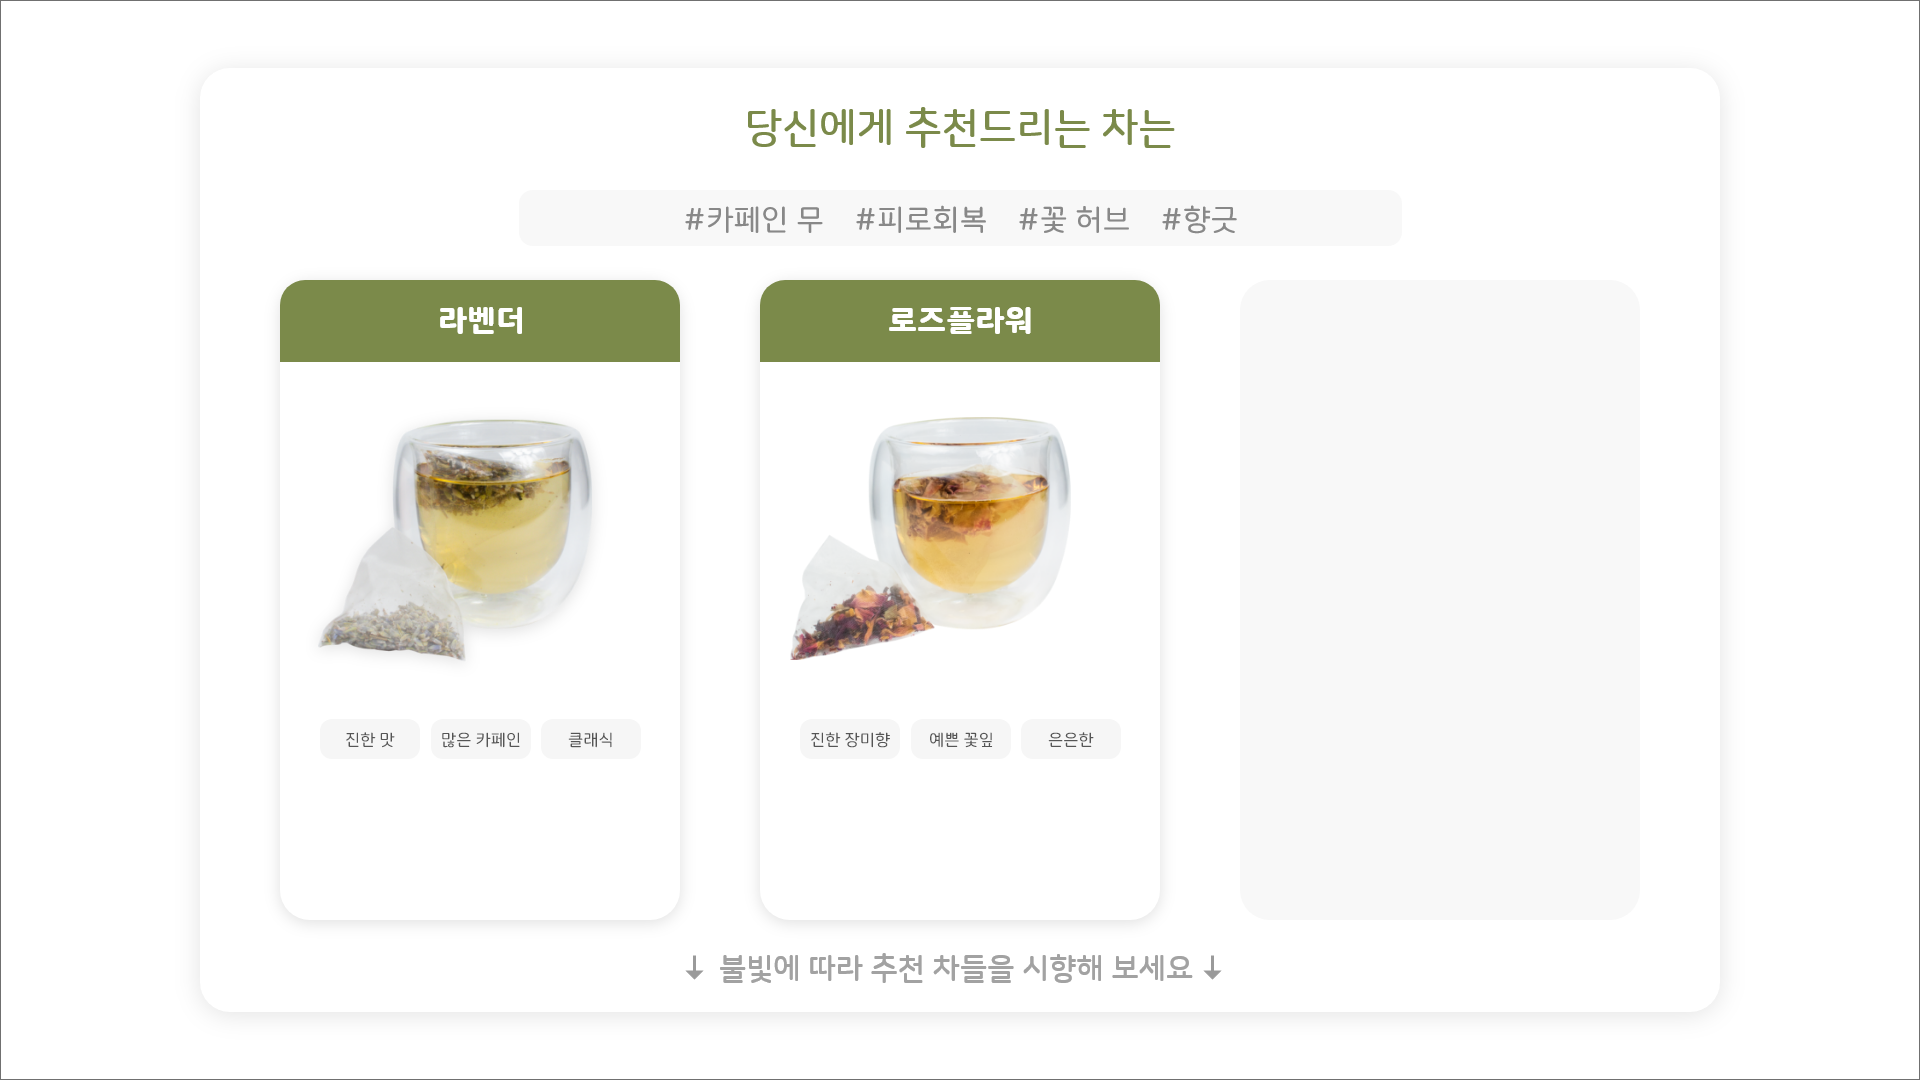 당신에게 추천드리는 차는
#카페인 무 #피로회복 #꽃 허브 #향긋
라벤더
진한 맛 많은 카페인 클래식
로즈플라워
진한 장미향 예쁜 꽃잎 은은한
↓ 불빛에 따라 추천 차들을 시향해 보세요 ↓